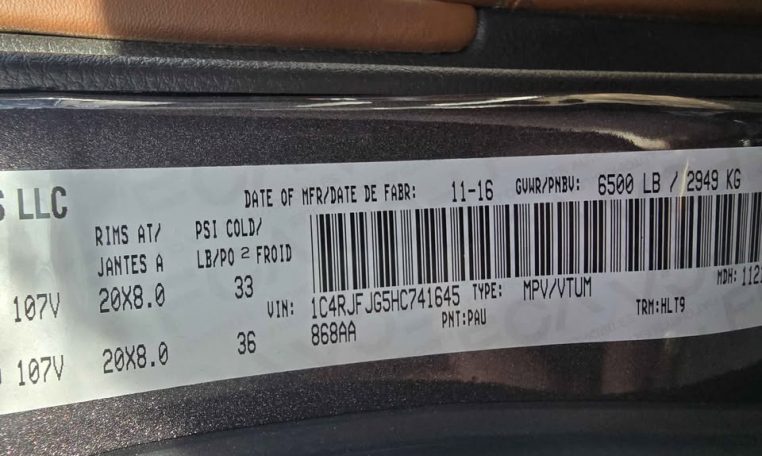 S LLC
DATE OF MFR/DATE DE FABR: 11-16 GVWR/PNBV: 6500 LB / 2949 KG
RIMS AT/ PSI COLD/
JANTES A LB/PO 2 FROID
107V 20X8.0 33
VIN: 1C4RJFJG5HC741645 TYPE: MPV/VTUM MDH: 112
868AA PNT:PAU TRM:HLT9
107V 20X8.0 36